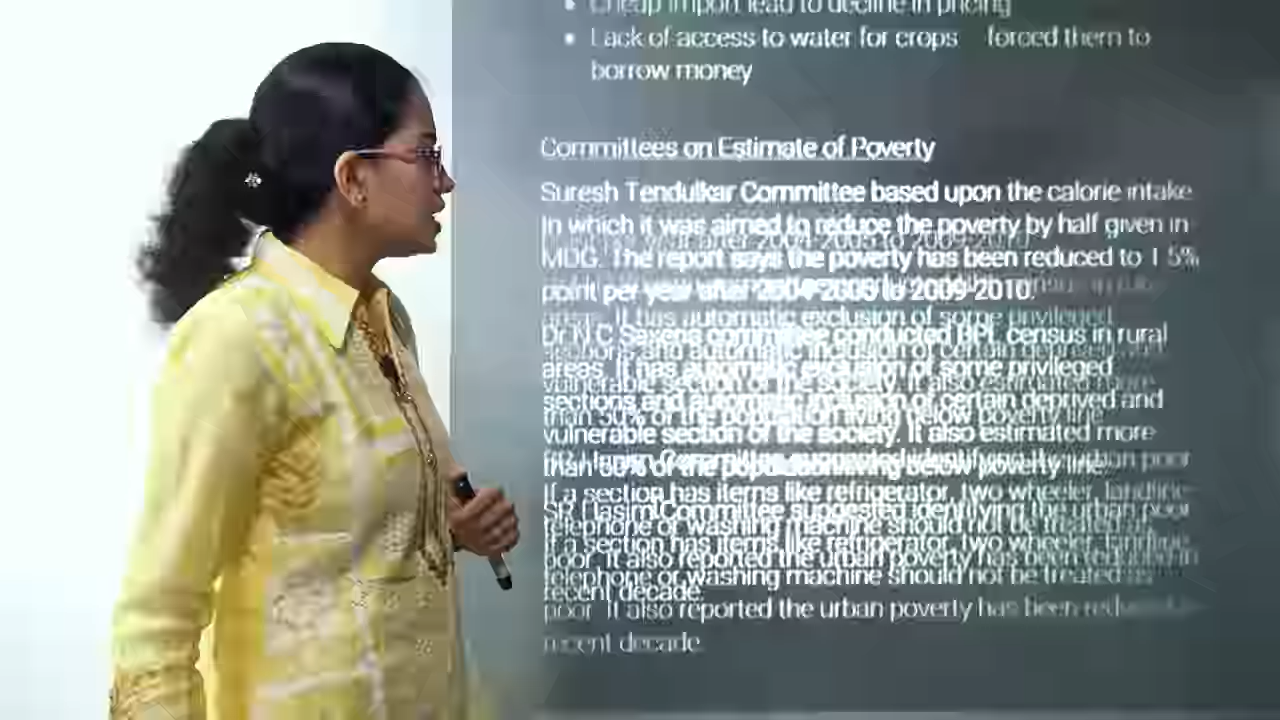 • Cheap import lead to decline in pricing
• Lack of access to water for crops forced them to
borrow money
Committees on Estimate of Poverty
Suresh Tendulkar Committee based upon the calorie intake
in which it was aimed to reduce the poverty by half given in
MDG. The report says the poverty has been reduced to 1 5%
point per year after 2004-2005 to 2009-2010.
Dr N C Saxena committee conducted BPL census in rural
areas. It has automatic exclusion of some privileged
sections and automatic inclusion of certain deprived and
vulnerable section of the society. It also estimated more
than 50% of the population living below poverty line
SR Hasim Committee suggested identifying the urban poor
If a section has items like refrigerator, two wheeler, landline
telephone or washing machine should not be treated as
poor. It also reported the urban poverty has been reduced in
recent decade.